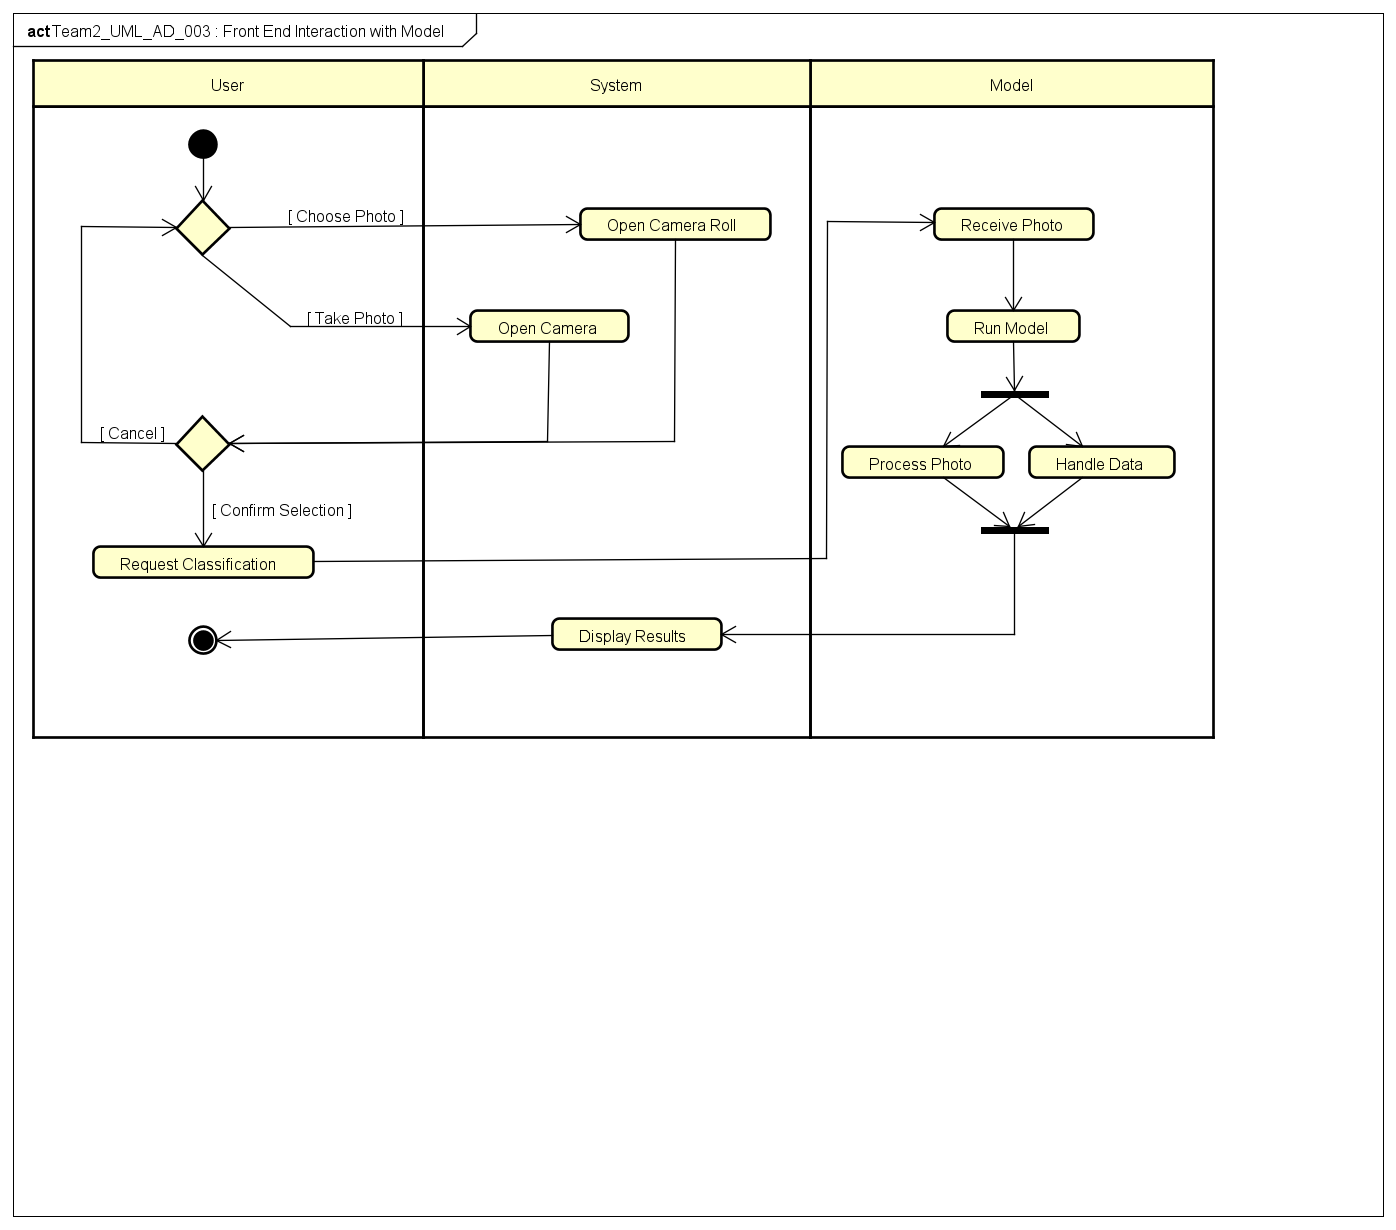 act Team2_UML_AD_003 : Front End Interaction with Model
User
System
Model
[ Choose Photo ]
Open Camera Roll
Receive Photo
[ Take Photo ]
Open Camera
Run Model
[ Cancel ]
Process Photo
Handle Data
[ Confirm Selection ]
Request Classification
Display Results